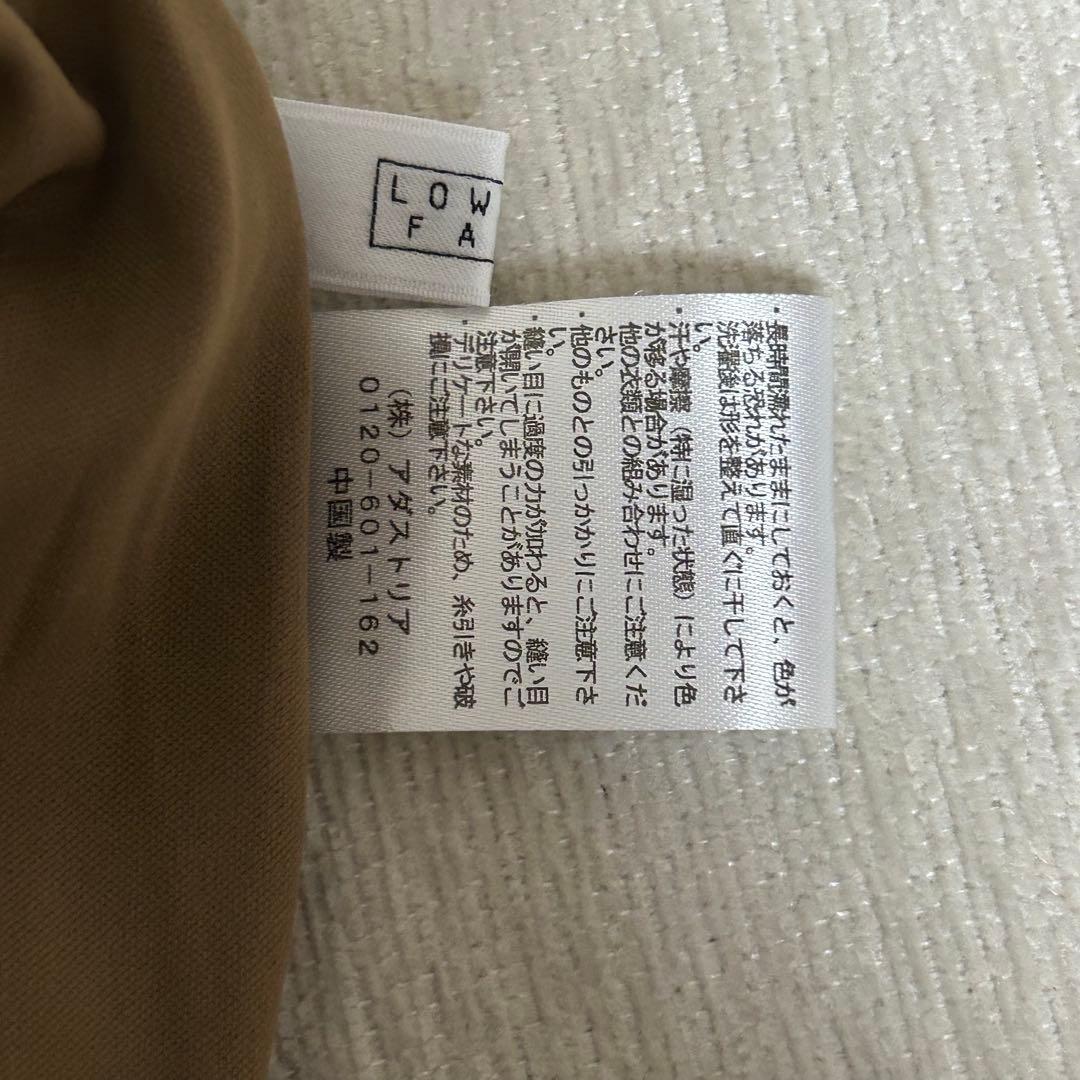 LOW
FA
・長時間濡れたままにしておくと、色が
落ちる恐れがあります。
洗濯後は形を整えて直ぐに干して下さ
い。
・汗や摩擦（特に湿った状態）により色
が移る場合があります。
他の衣類との組み合わせにご注意くだ
さい。
・他のものとの引っかかりにご注意下さ
い。
・縫い目に過度の力が加わると、縫い目
が開いてしまうことがありますのでご
注意下さい。
・デリケートな素材のため、糸引きや破
損にご注意下さい。
（株）アダストリア
0120-601-162
中国製